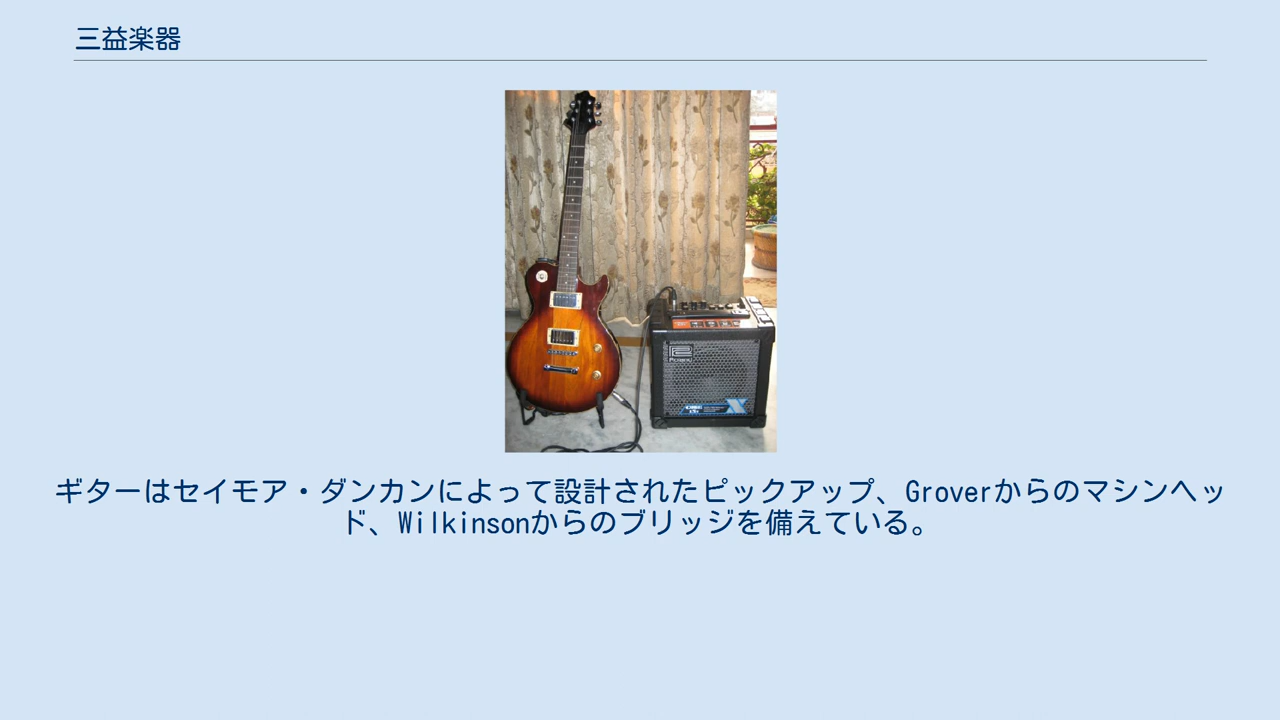 三益楽器
ギターはセイモア・ダンカンによって設計されたピックアップ、Groverからのマシンヘッ
ド、Wilkinsonからのブリッジを備えている。
Roland
CUBE